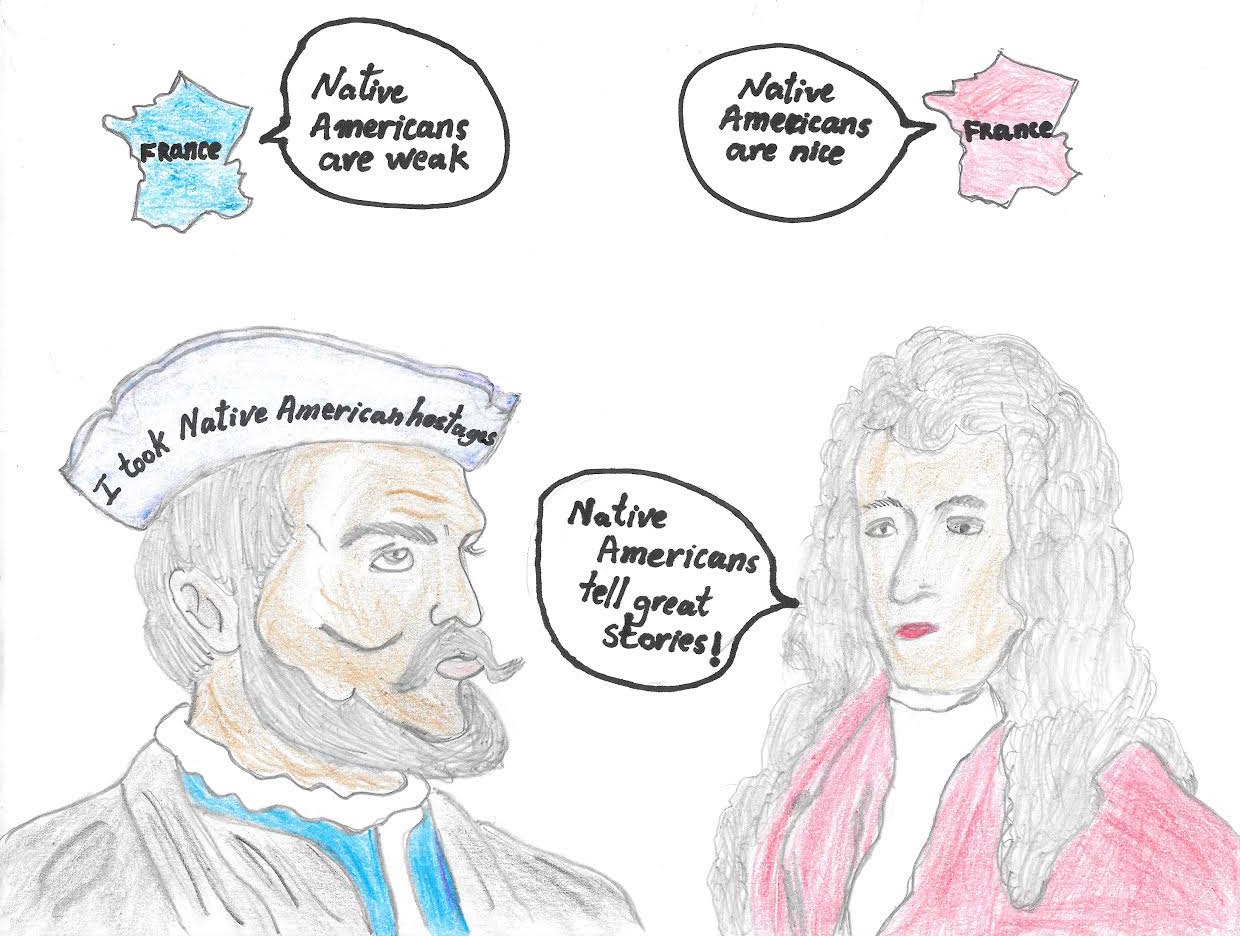 FRANCE
Native
Americans
are weak
Native
Americans
are nice
FRANCE
I took Native American hostages
Native
Americans
tell great
stories!